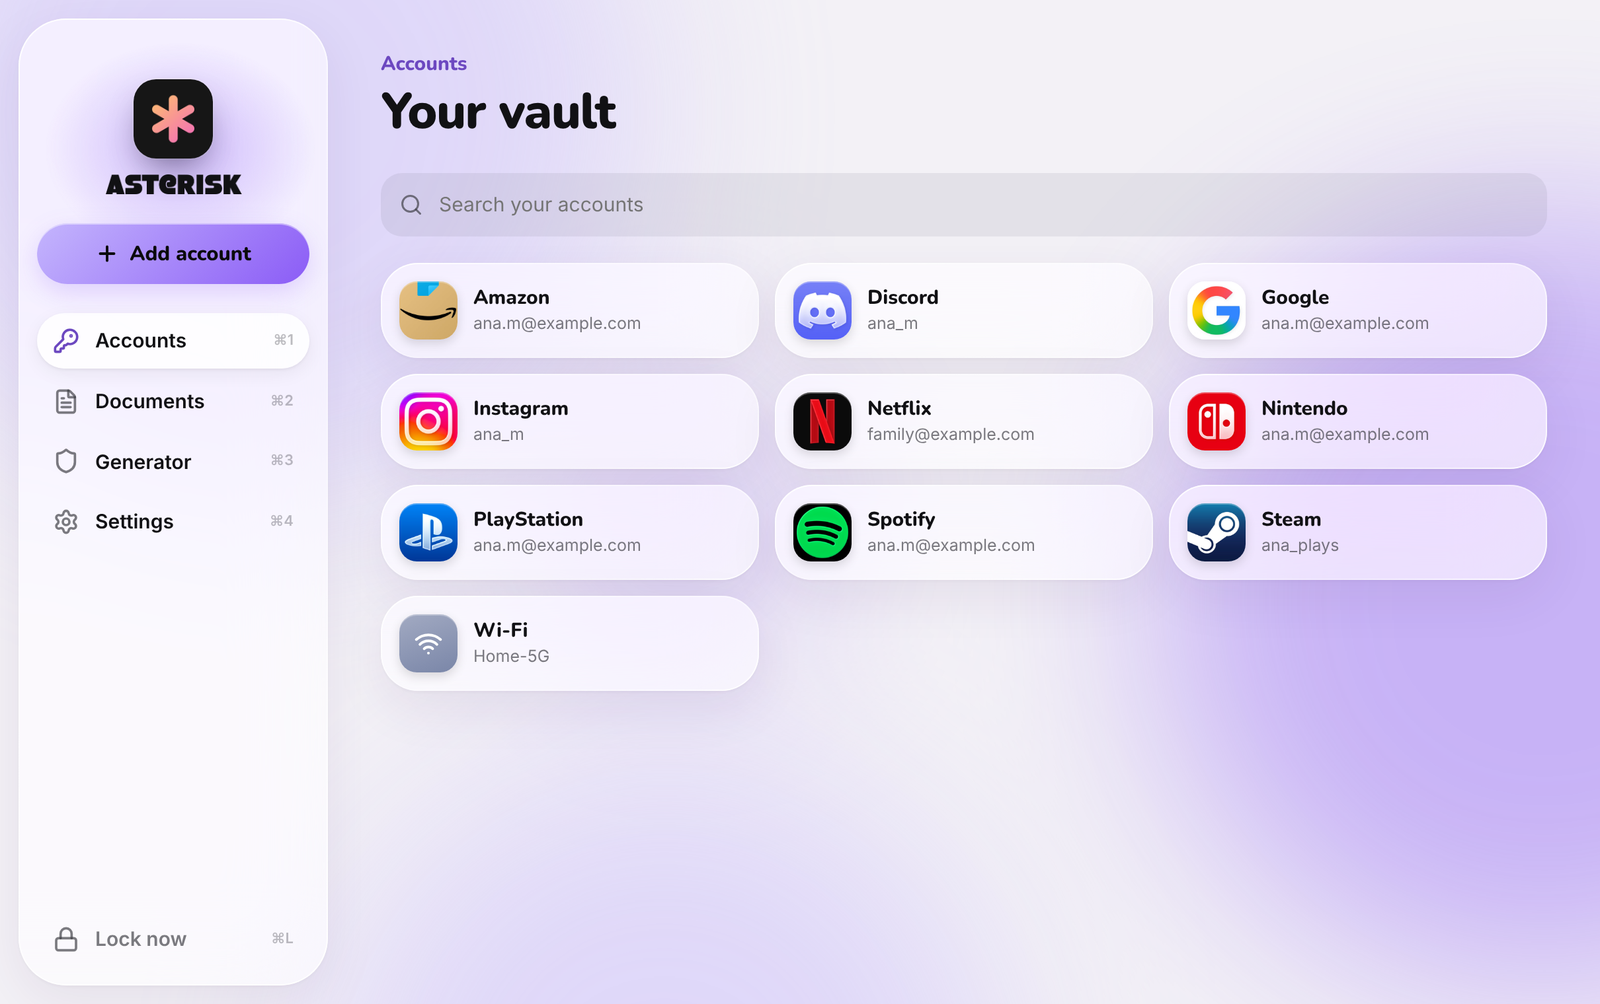 ASTERISK
+ Add account
Accounts ⌘1
Documents ⌘2
Generator ⌘3
Settings ⌘4
Lock now ⌘L
Accounts
Your vault
Search your accounts
Amazon
ana.m@example.com
Discord
ana_m
Google
ana.m@example.com
Instagram
ana_m
Netflix
family@example.com
Nintendo
ana.m@example.com
PlayStation
ana.m@example.com
Spotify
ana.m@example.com
Steam
ana_plays
Wi-Fi
Home-5G